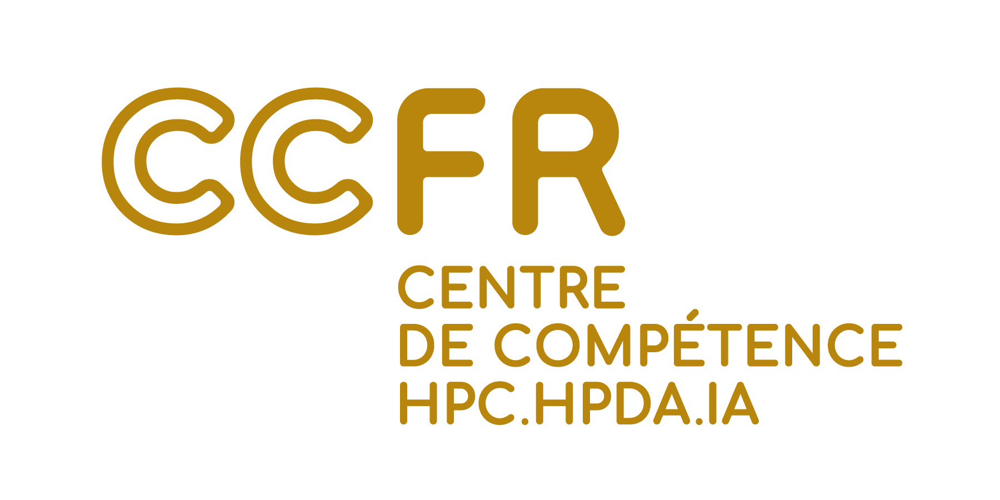 CCFR
CENTRE
DE COMPÉTENCE
HPC.HPDA.IA